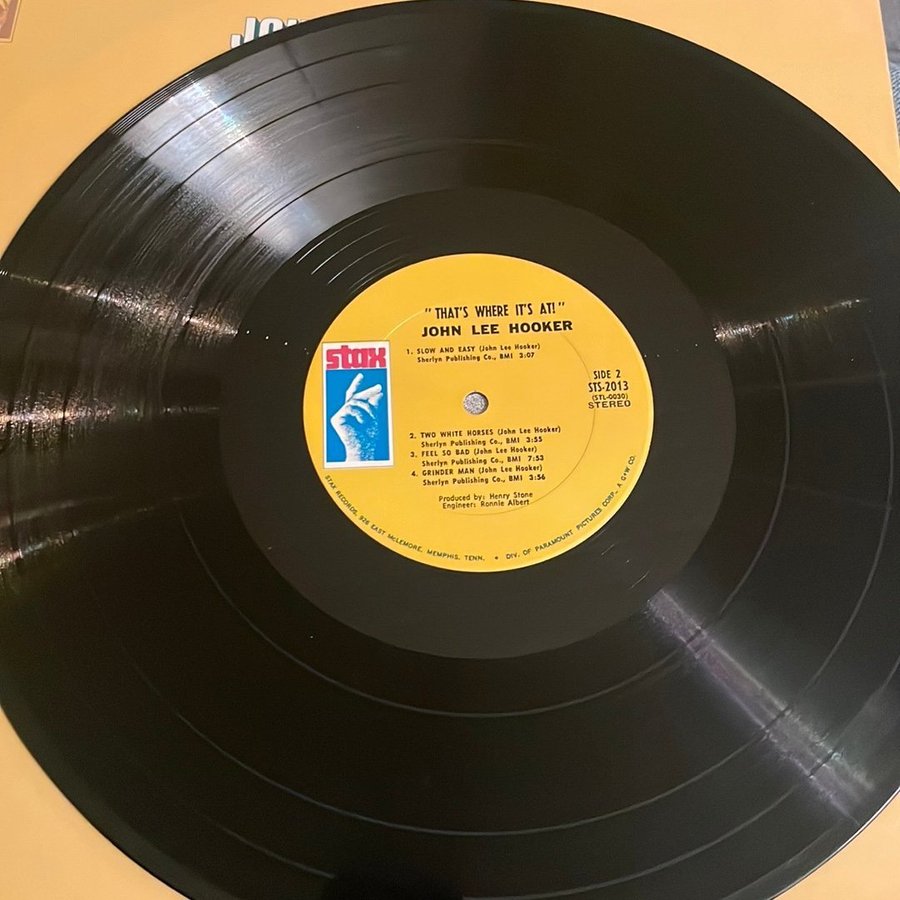 JOH
"THAT'S WHERE IT'S AT!"
JOHN LEE HOOKER
stax
1. SLOW AND EASY (John Lee Hooker)
Sherlyn Publishing Co., BMI 3:07
SIDE 2
STS-2013
(STL-0030)
STEREO
2. TWO WHITE HORSES (John Lee Hooker)
Sherlyn Publishing Co., BMI 3:55
3. FEEL SO BAD (John Lee Hooker)
Sherlyn Publishing Co., BMI 7:53
4. GRINDER MAN (John Lee Hooker)
Sherlyn Publishing Co., BMI 3:56
Produced by: Henry Stone
Engineer: Ronnie Albert
STAX RECORDS, 926 EAST McLEMORE, MEMPHIS, TENN. • DIV. OF PARAMOUNT PICTURES CORP., A G+W CO.